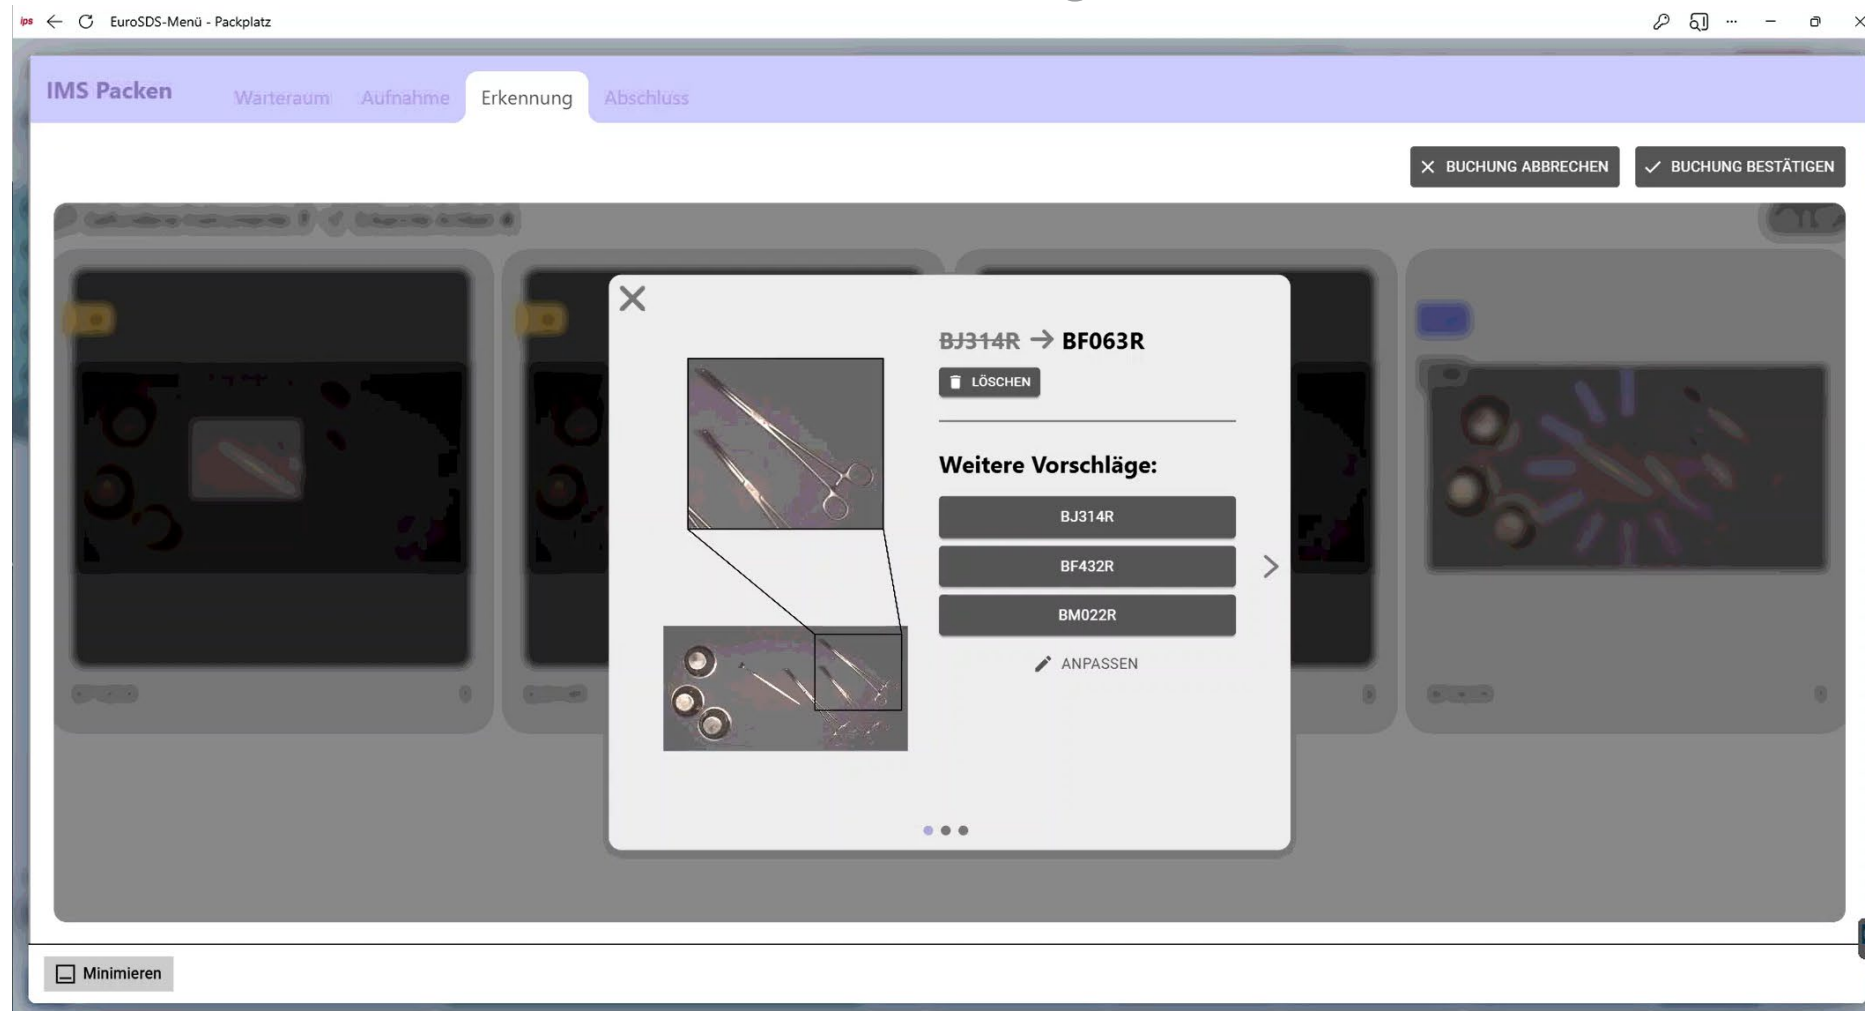 ips EuroSDS-Menü - Packplatz
IMS Packen Warteraum Aufnahme Erkennung Abschluss
BUCHUNG ABBRECHEN BUCHUNG BESTÄTIGEN
BJ314R → BF063R
LÖSCHEN
Weitere Vorschläge:
BJ314R
BF432R
BM022R
ANPASSEN
Minimieren